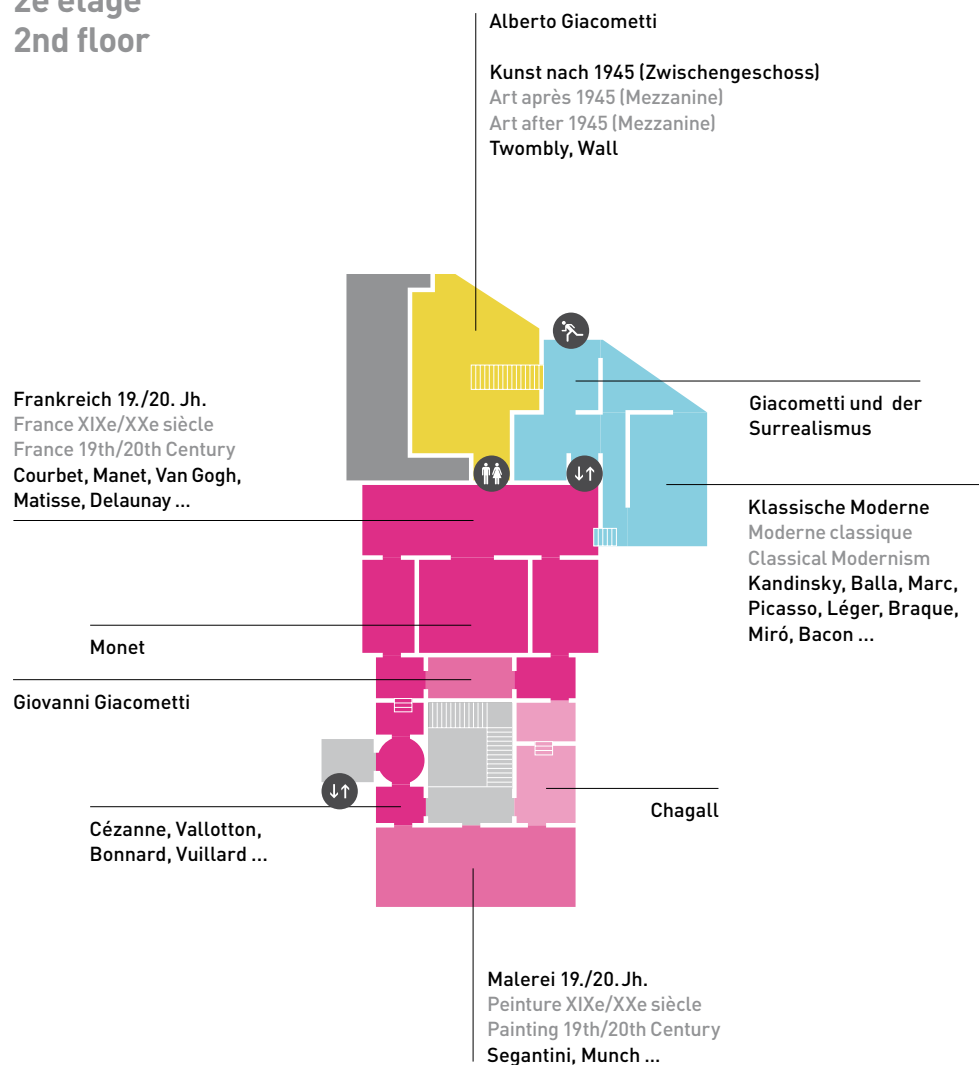 2e étage
2nd floor
Alberto Giacometti
Kunst nach 1945 (Zwischengeschoss)
Art après 1945 (Mezzanine)
Art after 1945 (Mezzanine)
Twombly, Wall
Frankreich 19./20. Jh.
France XIXe/XXe siècle
France 19th/20th Century
Courbet, Manet, Van Gogh,
Matisse, Delaunay ...
Giacometti und der
Surrealismus
Klassische Moderne
Moderne classique
Classical Modernism
Kandinsky, Balla, Marc,
Picasso, Léger, Braque,
Miró, Bacon ...
Monet
Giovanni Giacometti
Chagall
Cézanne, Vallotton,
Bonnard, Vuillard ...
Malerei 19./20. Jh.
Peinture XIXe/XXe siècle
Painting 19th/20th Century
Segantini, Munch ...